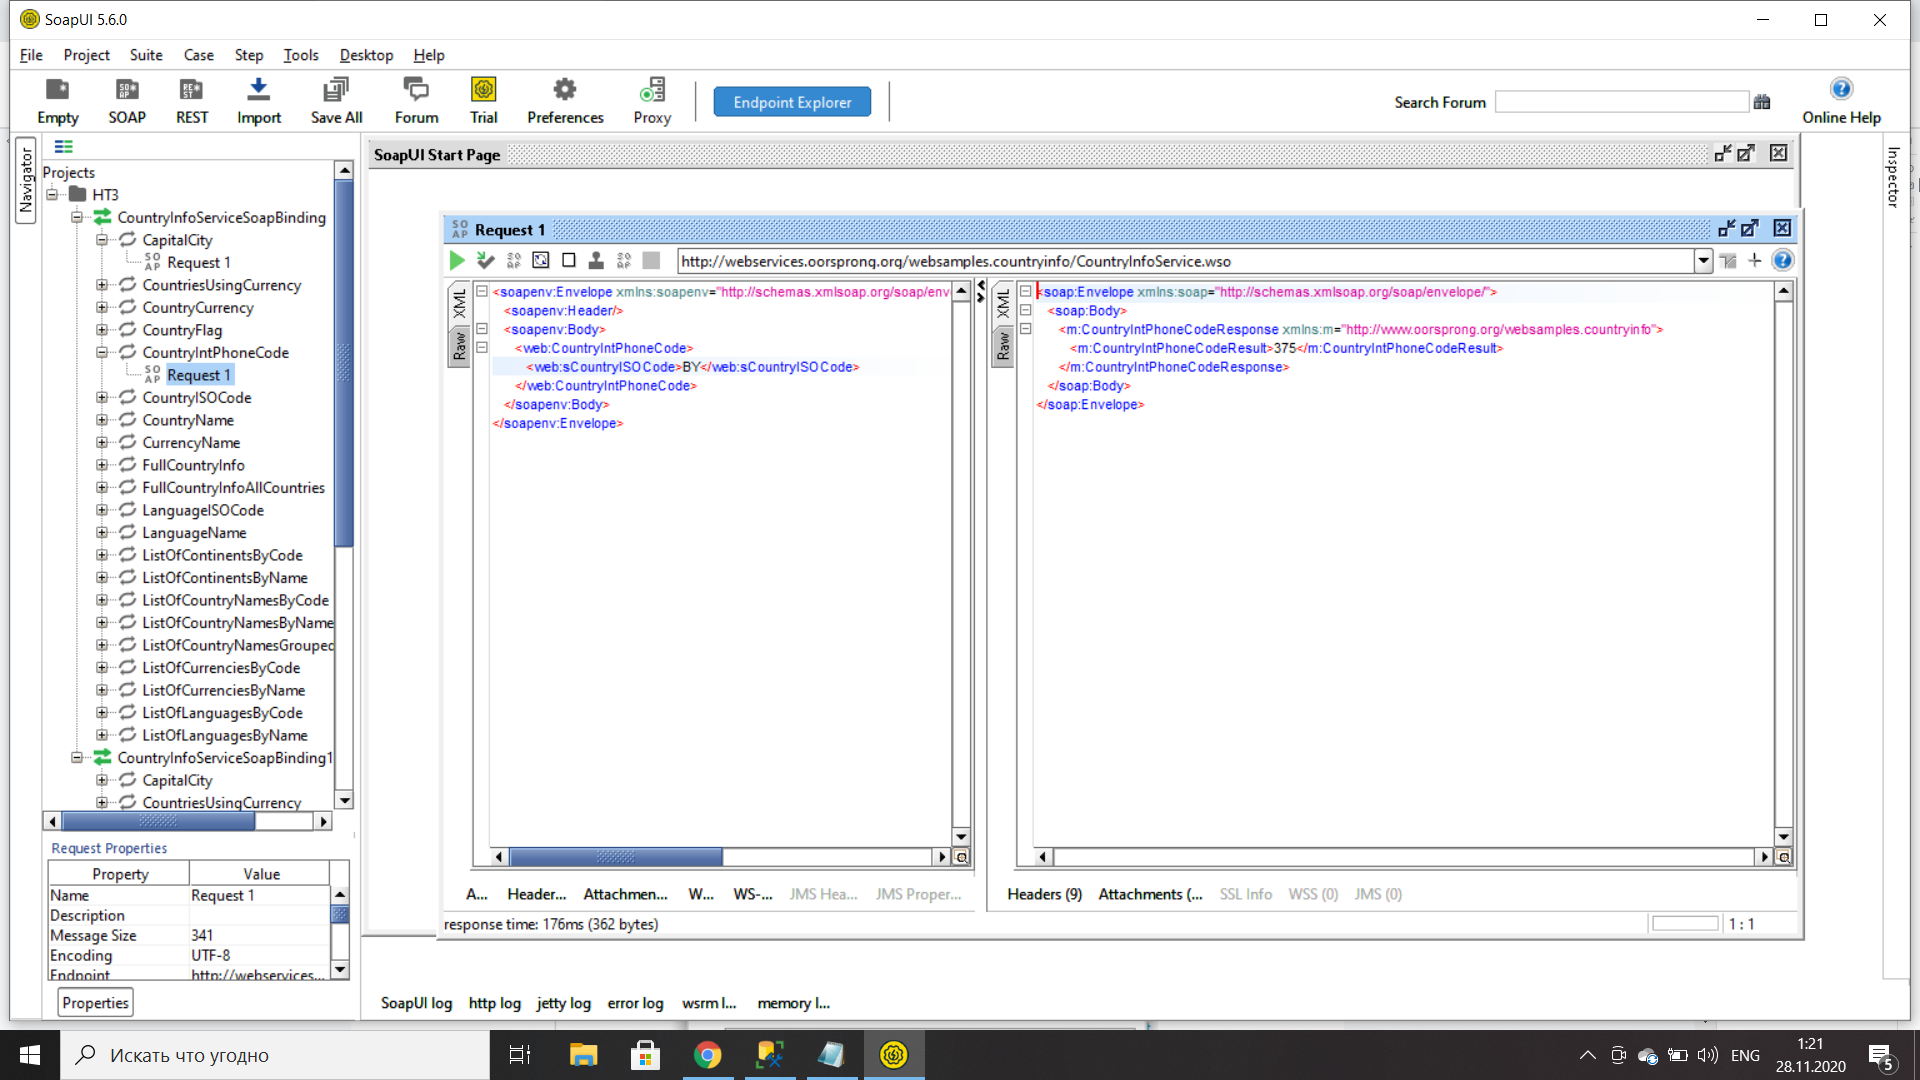 SoapUI 5.6.0
File Project Suite Case Step Tools Desktop Help
Empty SOAP REST Import Save All Forum Trial Preferences Proxy Endpoint Explorer Search Forum Online Help
Navigator
Inspector
Projects
HT3
CountryInfoServiceSoapBinding
CapitalCity
Request 1
CountriesUsingCurrency
CountryCurrency
CountryFlag
CountryIntPhoneCode
Request 1
CountryISOCode
CountryName
CurrencyName
FullCountryInfo
FullCountryInfoAllCountries
LanguageISOCode
LanguageName
ListOfContinentsByCode
ListOfContinentsByName
ListOfCountryNamesByCode
ListOfCountryNamesByName
ListOfCountryNamesGrouped
ListOfCurrenciesByCode
ListOfCurrenciesByName
ListOfLanguagesByCode
ListOfLanguagesByName
CountryInfoServiceSoapBinding1
CapitalCity
CountriesUsingCurrency
Request Properties
Property Value
Name Request 1
Description
Message Size 341
Encoding UTF-8
Endpoint http://webservices...
Properties
SoapUI Start Page
Request 1
http://webservices.oorsprong.org/websamples.countryinfo/CountryInfoService.wso
XML
Raw
<soapenv:Envelope xmlns:soapenv="http://schemas.xmlsoap.org/soap/env
<soapenv:Header/>
<soapenv:Body>
<web:CountryIntPhoneCode>
<web:sCountryISOCode>BY</web:sCountryISOCode>
</web:CountryIntPhoneCode>
</soapenv:Body>
</soapenv:Envelope>
XML
Raw
<soap:Envelope xmlns:soap="http://schemas.xmlsoap.org/soap/envelope/">
<soap:Body>
<m:CountryIntPhoneCodeResponse xmlns:m="http://www.oorsprong.org/websamples.countryinfo">
<m:CountryIntPhoneCodeResult>375</m:CountryIntPhoneCodeResult>
</m:CountryIntPhoneCodeResponse>
</soap:Body>
</soap:Envelope>
A... Header... Attachmen... W... WS-... JMS Hea... JMS Proper...
Headers (9) Attachments (... SSL Info WSS (0) JMS (0)
response time: 176ms (362 bytes)
1 : 1
SoapUI log http log jetty log error log wsrm l... memory l...
Искать что угодно
ENG
1:21
28.11.2020
5